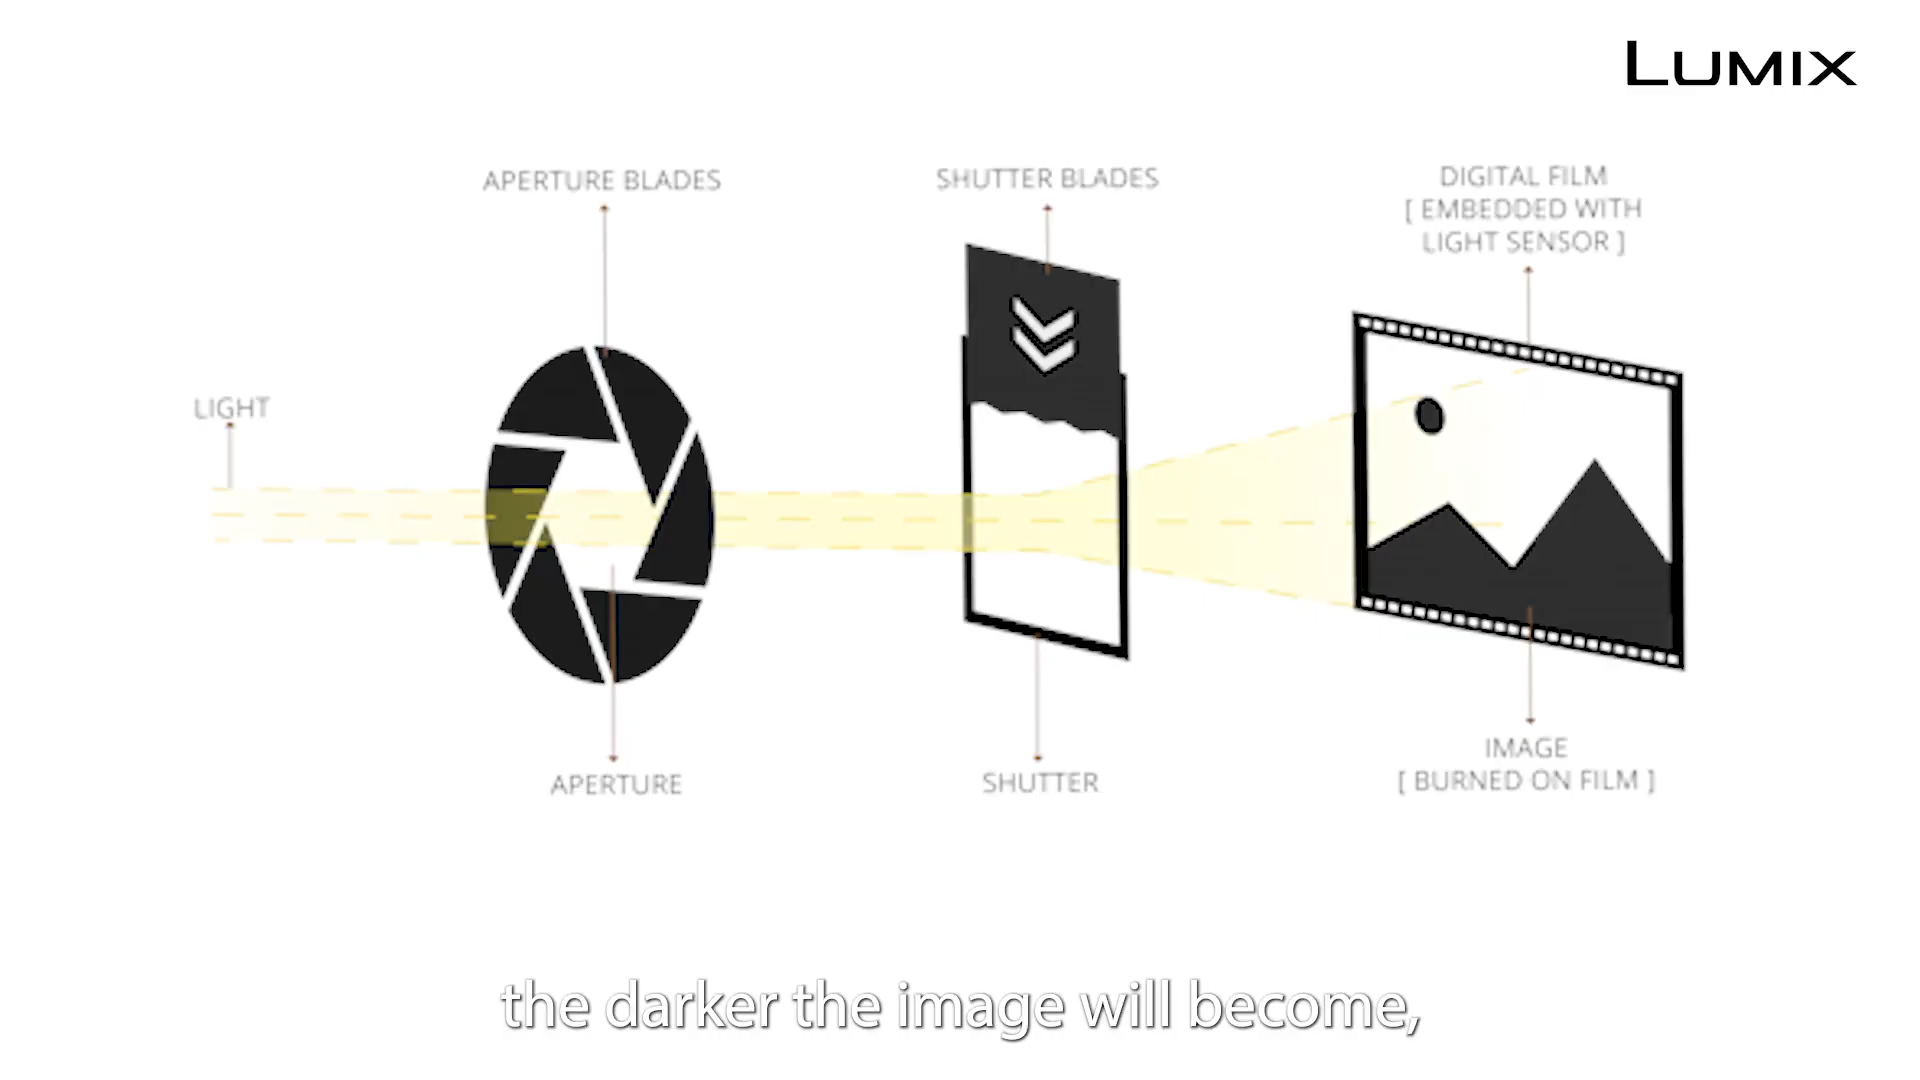 LUMIX
APERTURE BLADES
SHUTTER BLADES
DIGITAL FILM
[ EMBEDDED WITH
LIGHT SENSOR ]
LIGHT
APERTURE
SHUTTER
IMAGE
[ BURNED ON FILM ]
the darker the image will become,